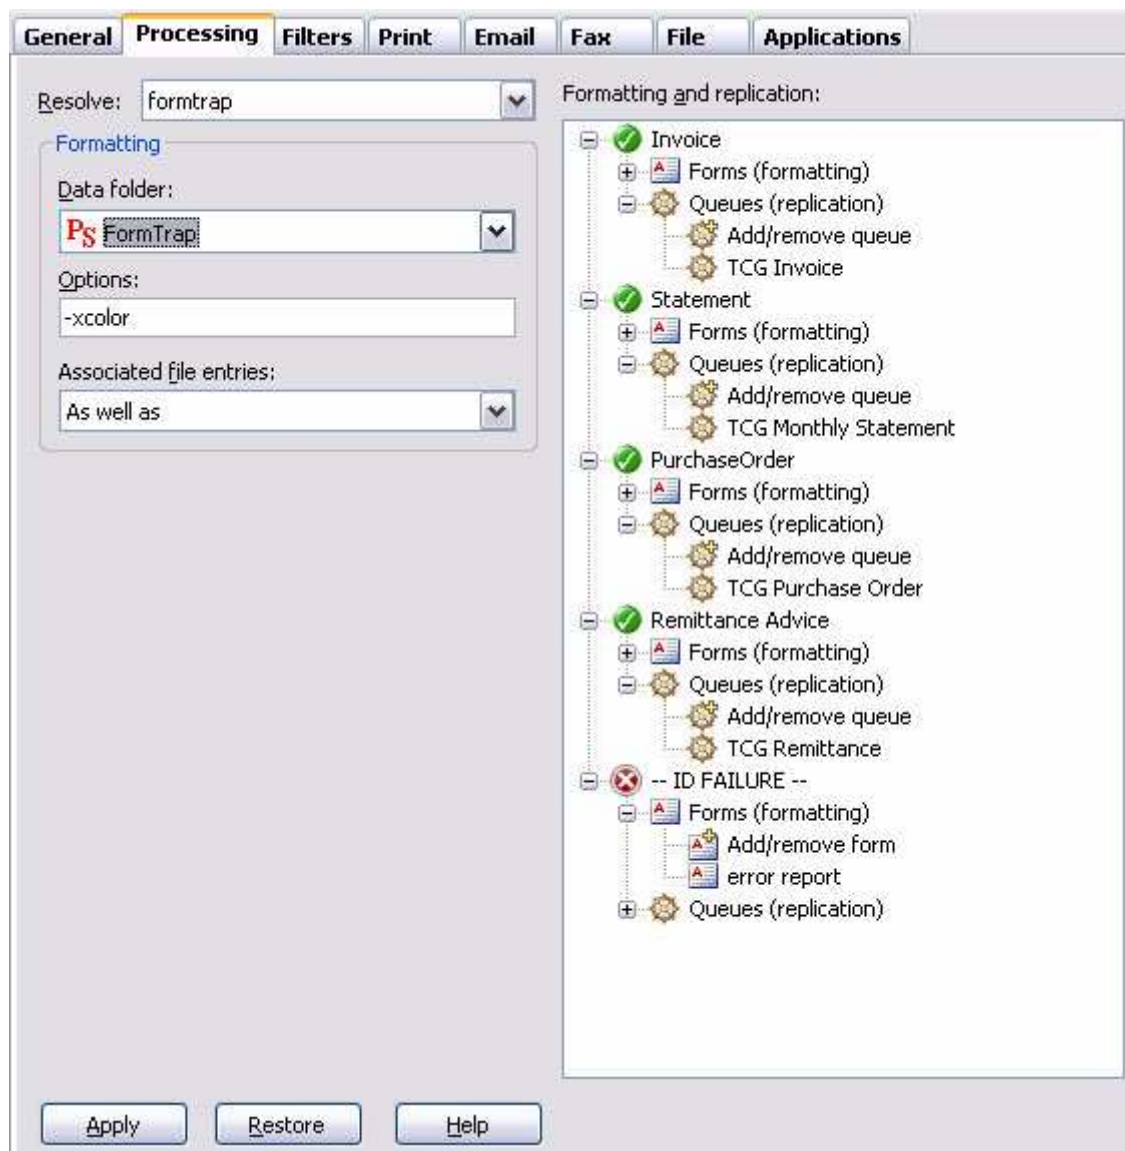 General Processing Filters Print Email Fax File Applications
Resolve: formtrap
Formatting
Data folder:
PS FormTrap
Options:
-xcolor
Associated file entries:
As well as
Formatting and replication:
Invoice
Forms (formatting)
Queues (replication)
Add/remove queue
TCG Invoice
Statement
Forms (formatting)
Queues (replication)
Add/remove queue
TCG Monthly Statement
PurchaseOrder
Forms (formatting)
Queues (replication)
Add/remove queue
TCG Purchase Order
Remittance Advice
Forms (formatting)
Queues (replication)
Add/remove queue
TCG Remittance
-- ID FAILURE --
Forms (formatting)
Add/remove form
error report
Queues (replication)
Apply Restore Help